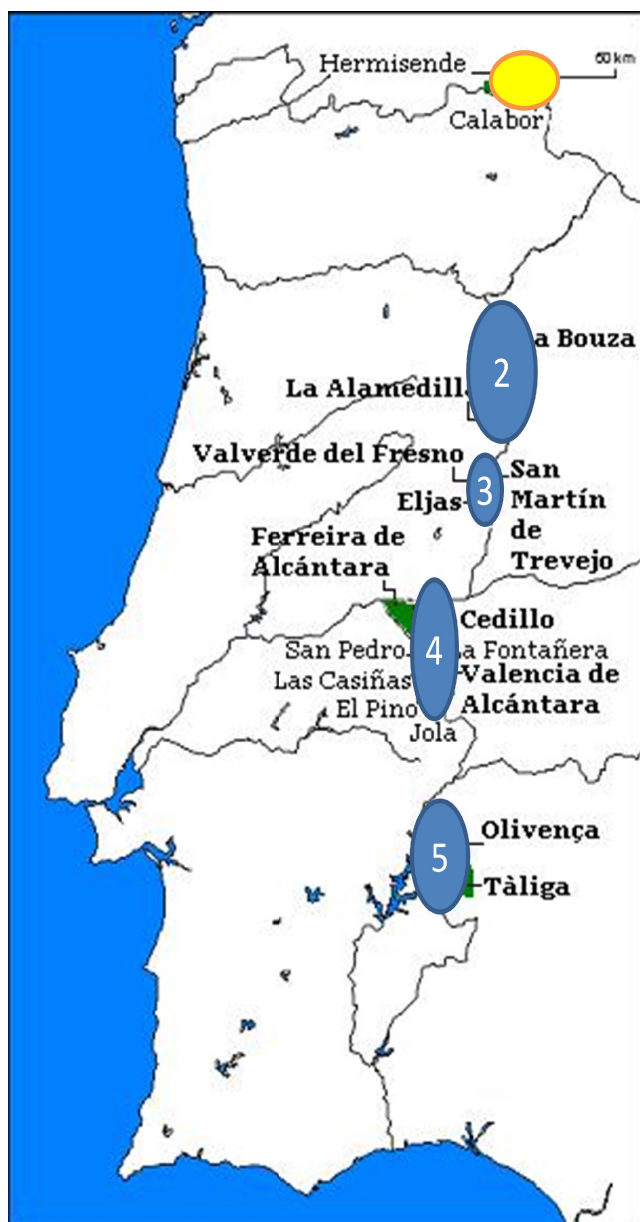 Hermisende
60 km
Calabor
a Bouza
2
La Alamedill
Valverde del Fresno
3
San
Martín
de
Trevejo
Eljas
Ferreira de
Alcántara
Cedillo
San Pedro
4
a Fontañera
Las Casiñas
Valencia de
Alcántara
El Pino
Jola
5
Olivença
Tàliga